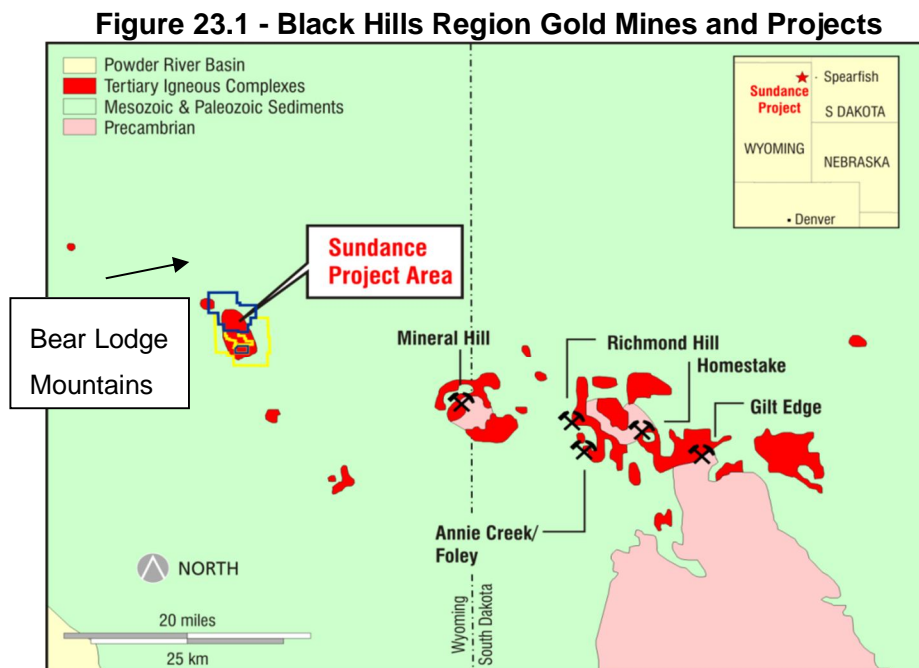 Figure 23.1 - Black Hills Region Gold Mines and Projects
Powder River Basin
Tertiary Igneous Complexes
Mesozoic & Paleozoic Sediments
Precambrian
Sundance
Project
Spearfish
S DAKOTA
WYOMING
NEBRASKA
Denver
Sundance
Project Area
Bear Lodge
Mountains
Mineral Hill
Richmond Hill
Homestake
Gilt Edge
Annie Creek/
Foley
NORTH
20 miles
25 km
Wyoming
South Dakota